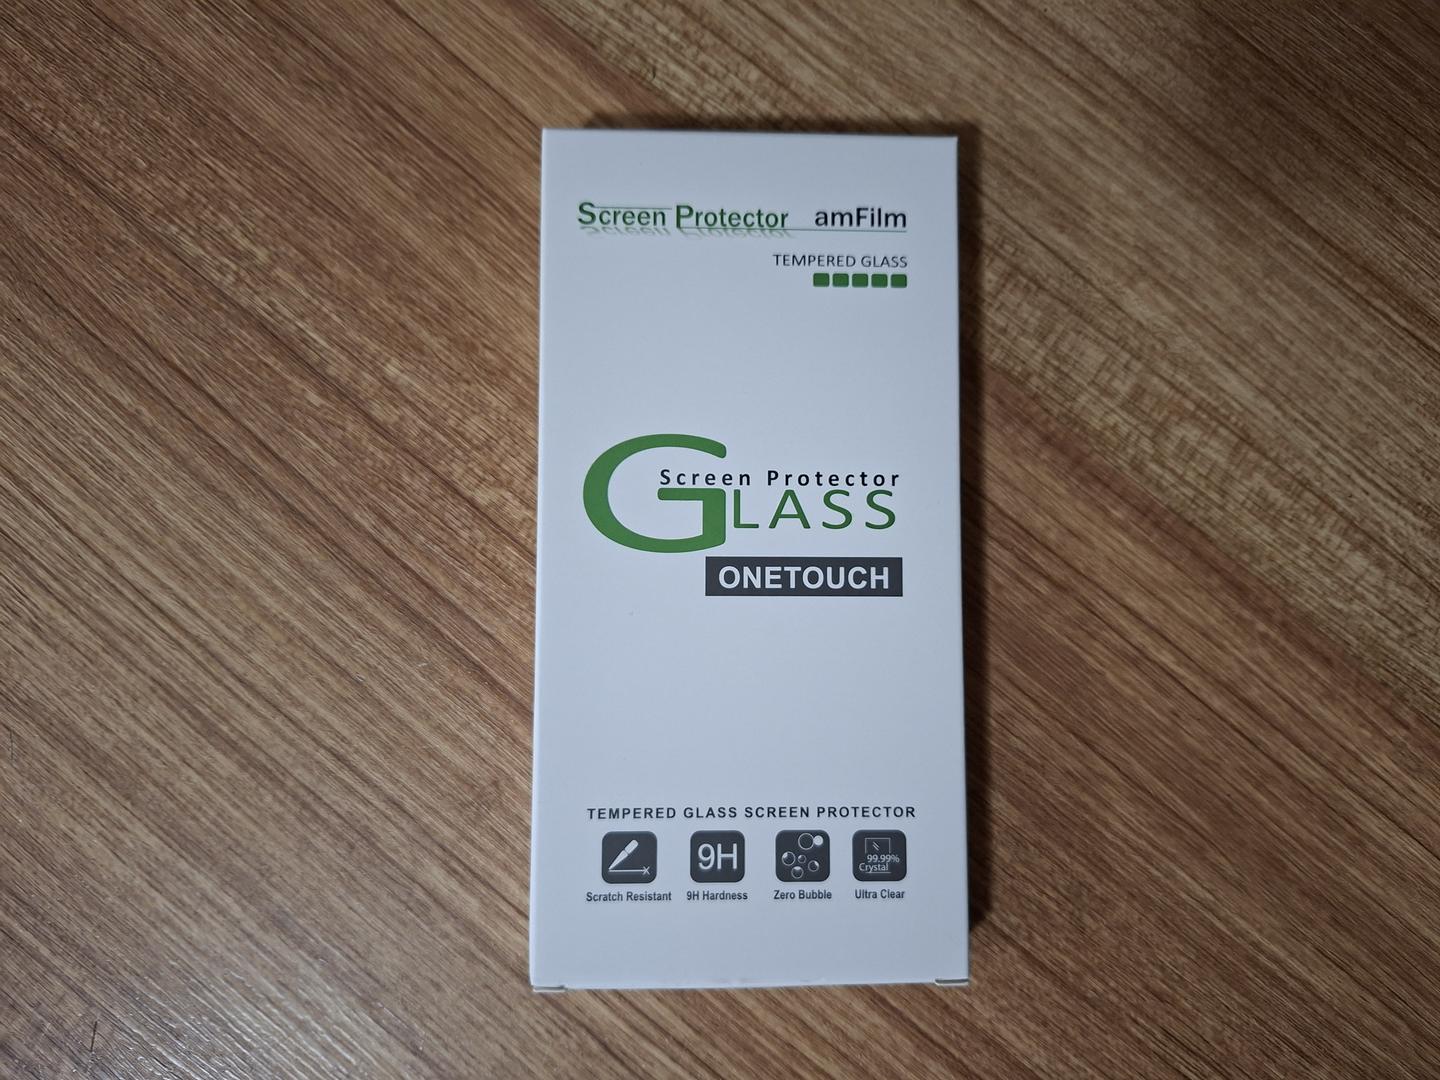 Screen Protector amFilm
TEMPERED GLASS
Screen Protector
GLASS
ONETOUCH
TEMPERED GLASS SCREEN PROTECTOR
9H
99.99%
Crystal
Scratch Resistant 9H Hardness Zero Bubble Ultra Clear